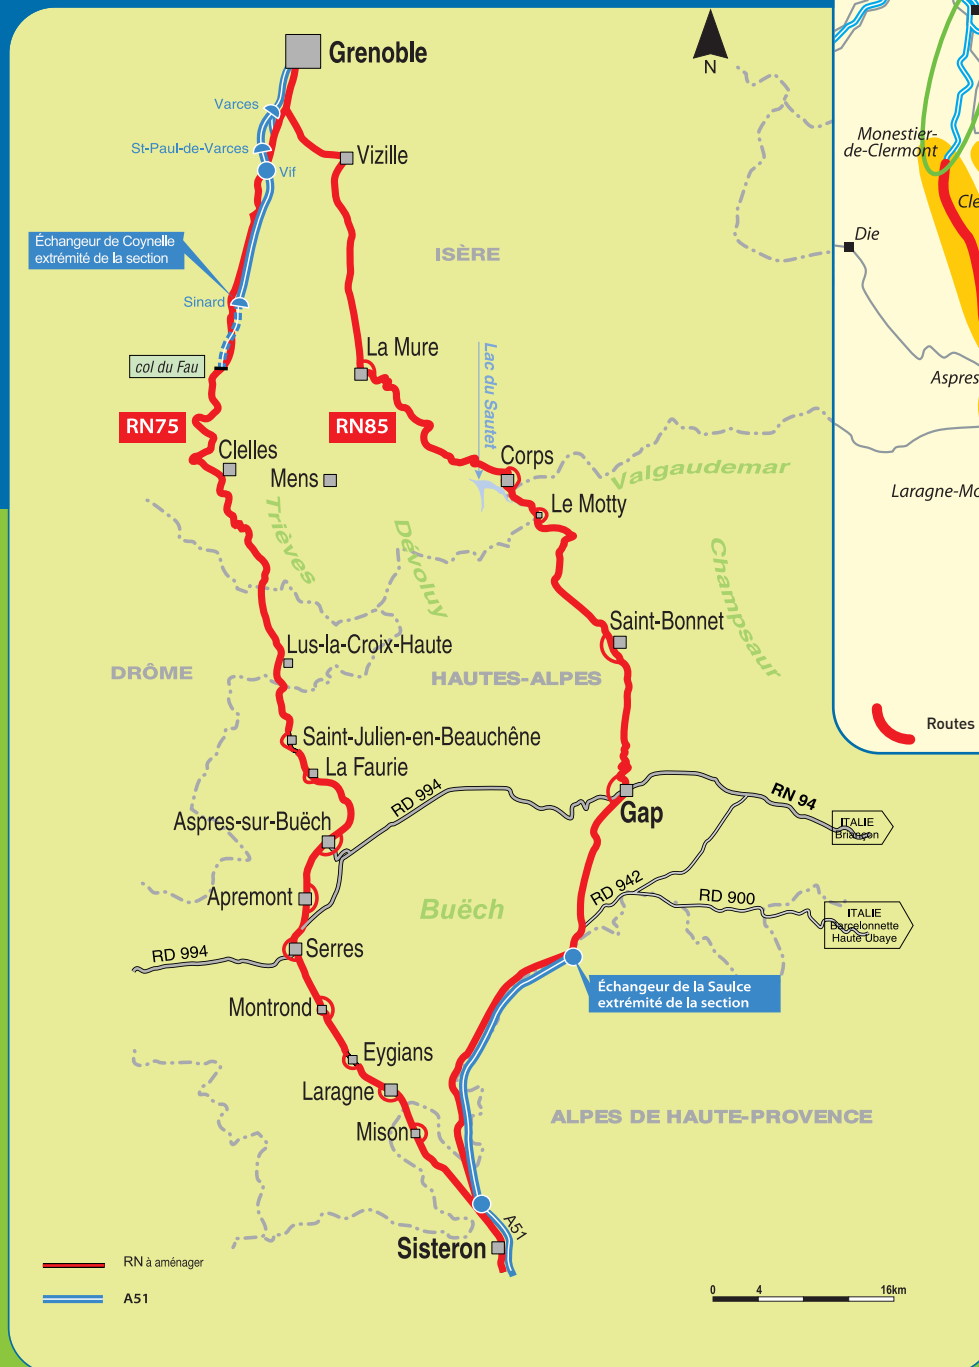 Grenoble
N
Varces
St-Paul-de-Varces
Vif
Vizille
Échangeur de Coynelle
extrémité de la section
ISÈRE
Sinard
col du Fau
La Mure
Lac du Sautet
RN75
RN85
Clelles
Mens
Corps
Valgaudemar
Le Motty
Trièves
Dévoluy
Champsaur
Saint-Bonnet
Lus-la-Croix-Haute
DRÔME
HAUTES-ALPES
Saint-Julien-en-Beauchêne
La Faurie
RD 994
RN 94
Gap
Aspres-sur-Buëch
ITALIE
Briançon
Apremont
Buëch
RD 942
RD 900
ITALIE
Barcelonnette
Haute Ubaye
RD 994
Serres
Échangeur de la Saulce
extrémité de la section
Montrond
Eygians
Laragne
Mison
ALPES DE HAUTE-PROVENCE
A51
Sisteron
RN à aménager
A51
0 4 16km
Monestier-
de-Clermont
Cle
Die
Aspres
Laragne-Mo
Routes